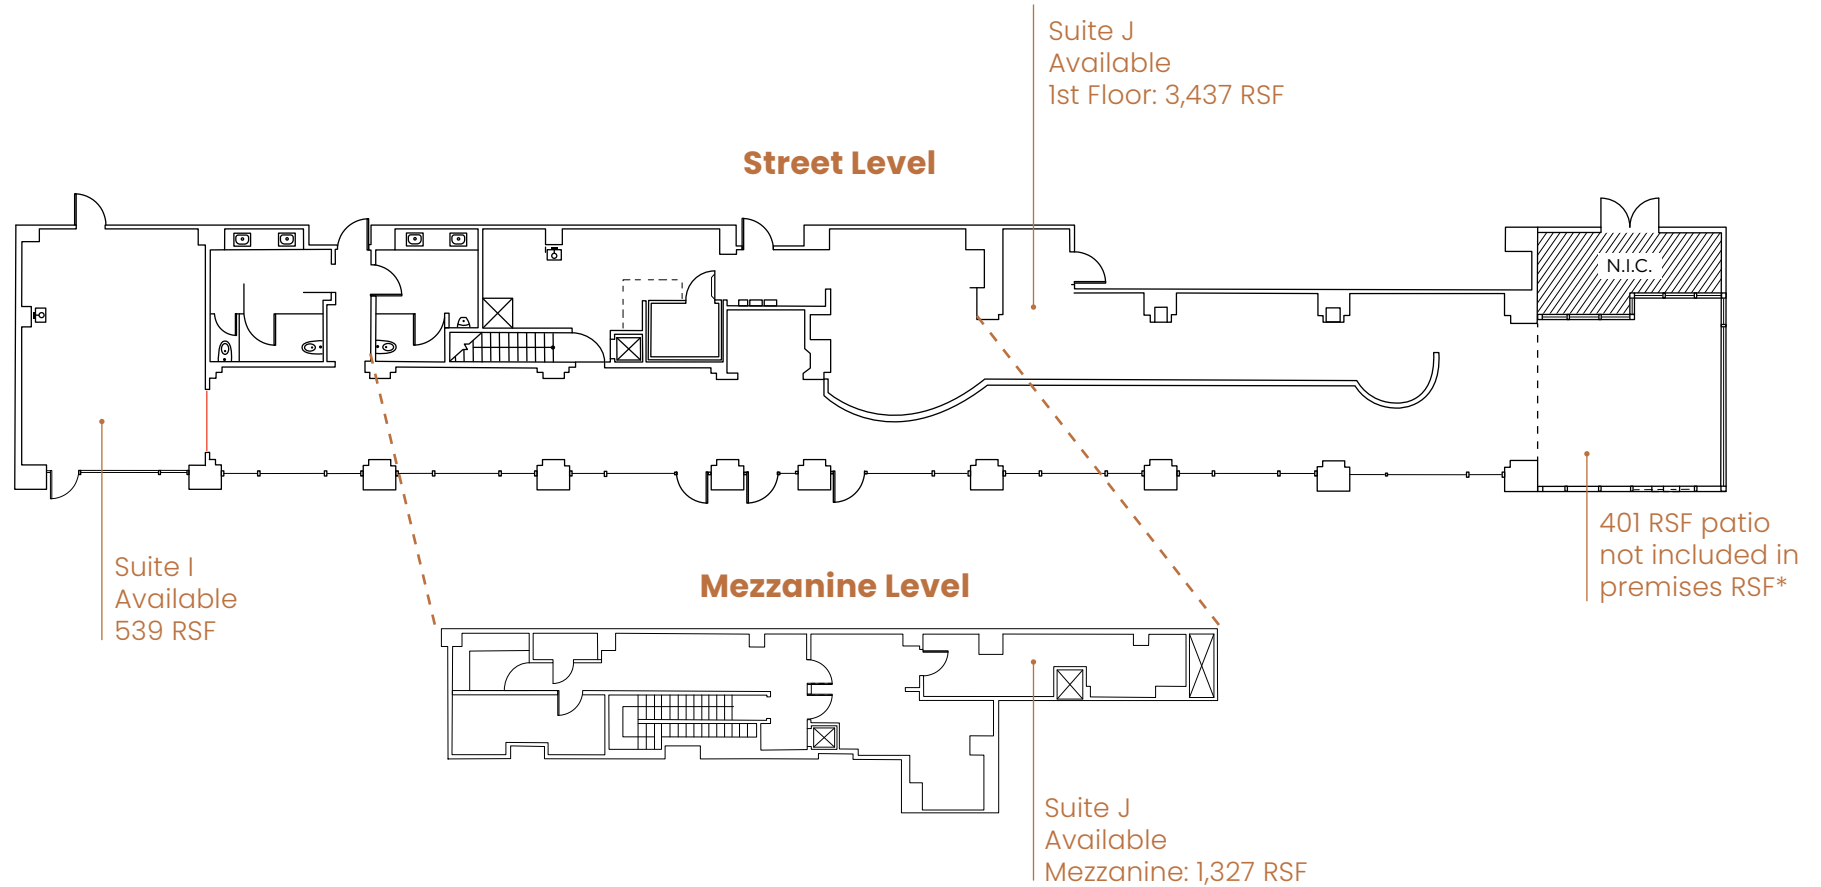 Suite J
Available
1st Floor: 3,437 RSF
Street Level
N.I.C.
Suite I
Available
539 RSF
401 RSF patio
not included in
premises RSF*
Mezzanine Level
Suite J
Available
Mezzanine: 1,327 RSF